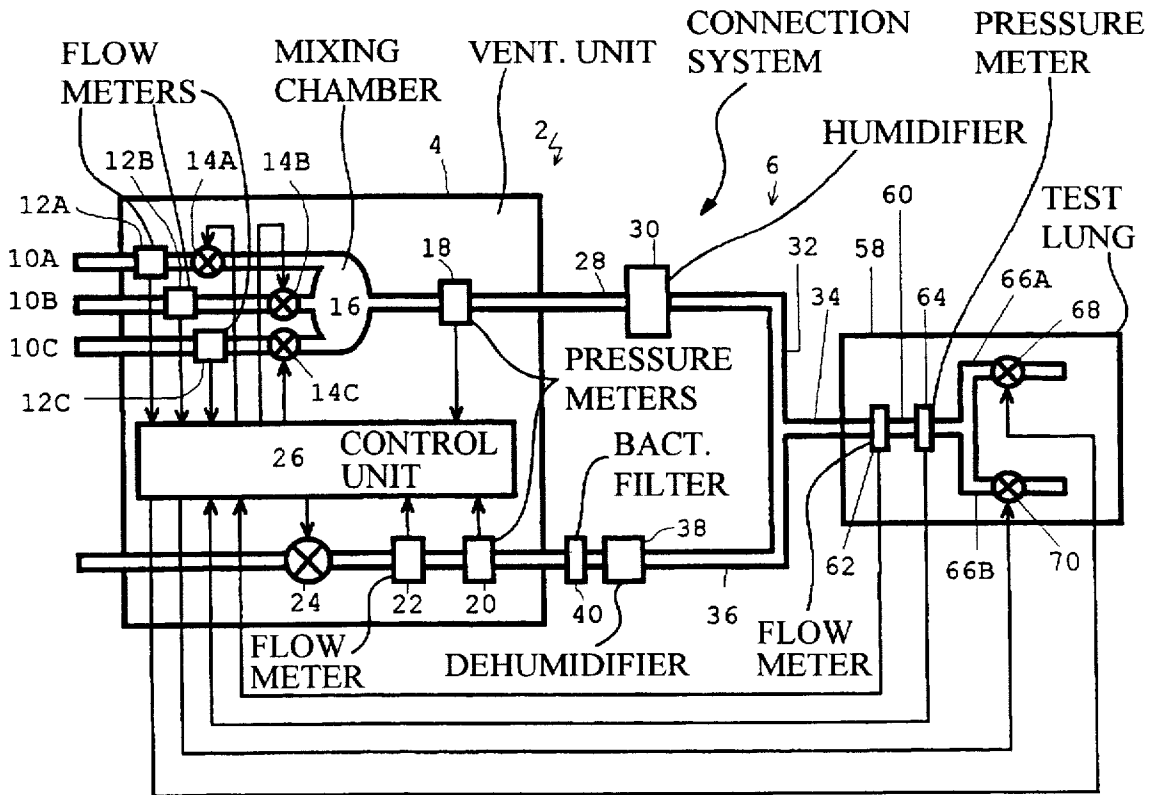 FLOW
METERS
MIXING
CHAMBER
VENT. UNIT
CONNECTION
SYSTEM
PRESSURE
METER
HUMIDIFIER
TEST
LUNG
12B
14A
14B
4
2
6
12A
10A
10B
10C
12C
14C
16
18
28
30
32
34
58
60
64
66A
68
PRESSURE
METERS
26
CONTROL
UNIT
BACT.
FILTER
38
24
22
20
40
36
62
66B
70
FLOW
METER
DEHUMIDIFIER
FLOW
METER